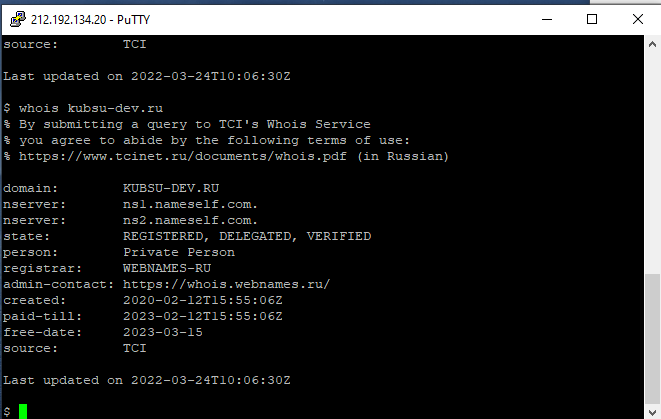 212.192.134.20 - PuTTY
source:        TCI
Last updated on 2022-03-24T10:06:30Z
$ whois kubsu-dev.ru
% By submitting a query to TCI's Whois Service
% you agree to abide by the following terms of use:
% https://www.tcinet.ru/documents/whois.pdf (in Russian)
domain:        KUBSU-DEV.RU
nserver:       ns1.nameself.com.
nserver:       ns2.nameself.com.
state:         REGISTERED, DELEGATED, VERIFIED
person:        Private Person
registrar:     WEBNAMES-RU
admin-contact: https://whois.webnames.ru/
created:       2020-02-12T15:55:06Z
paid-till:     2023-02-12T15:55:06Z
free-date:     2023-03-15
source:        TCI
Last updated on 2022-03-24T10:06:30Z
$